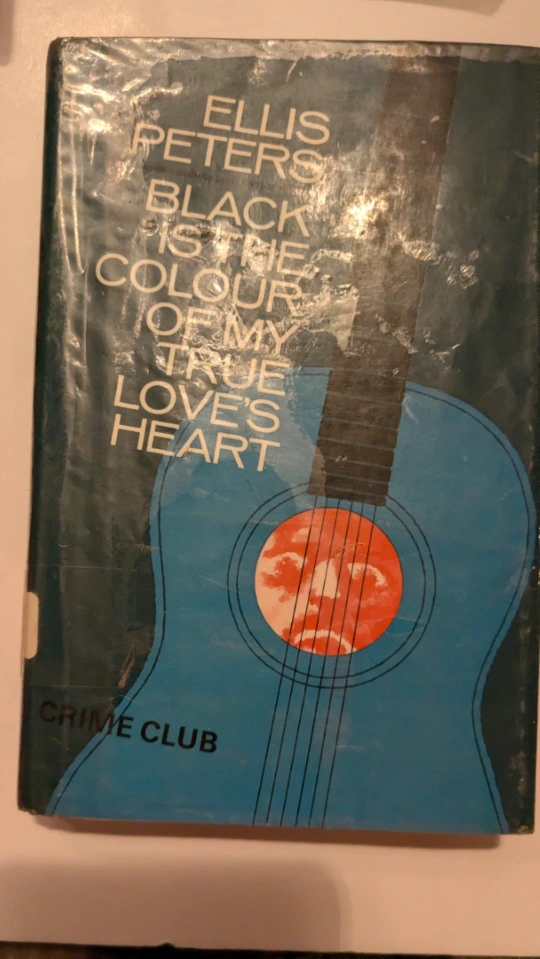 ELLIS
PETERS
BLACK
IS THE
COLOUR
OF MY
TRUE
LOVE'S
HEART
CRIME CLUB